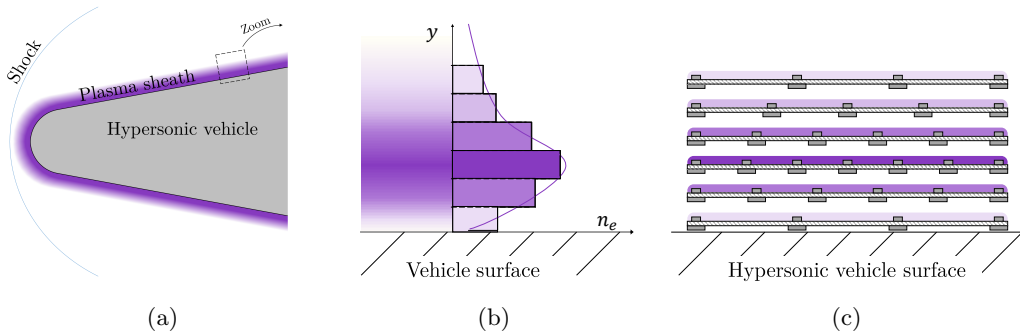 Zoom
Shock
Plasma sheath
Hypersonic vehicle
y
n_e
Vehicle surface
Hypersonic vehicle surface
(a)
(b)
(c)